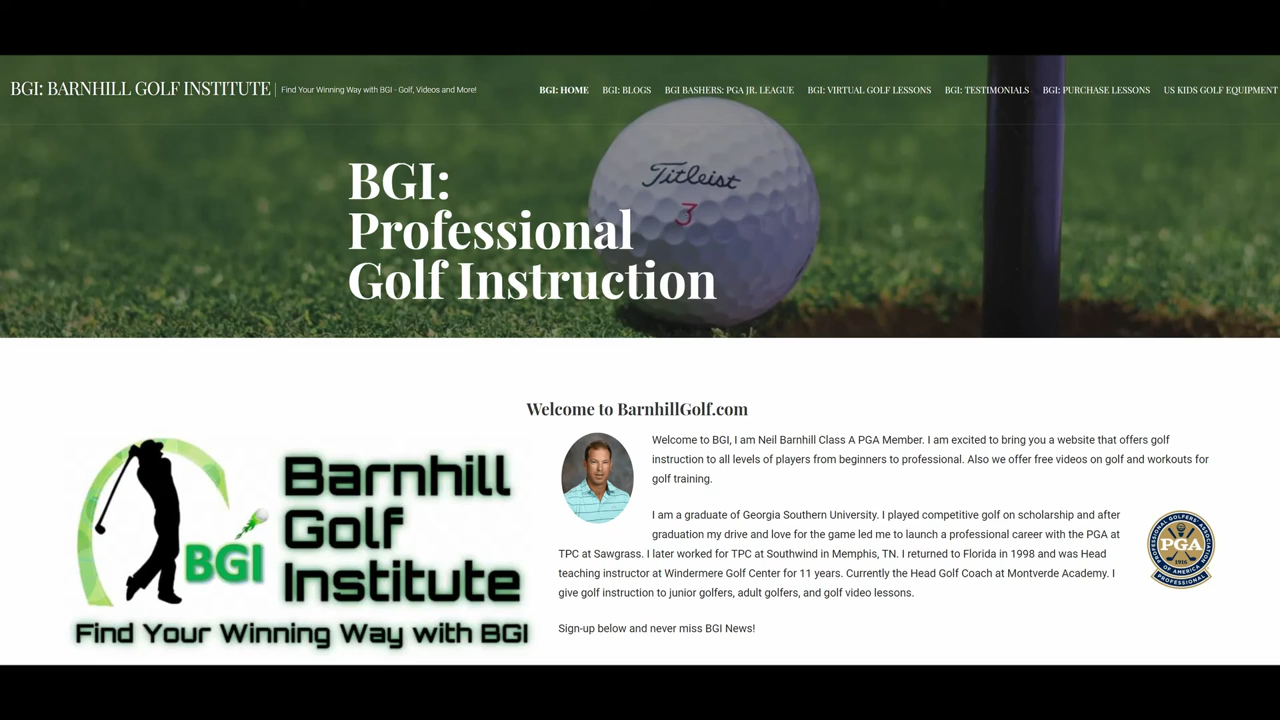 BGI: BARNHILL GOLF INSTITUTE
Find Your Winning Way with BGI - Golf, Videos and More!
BGI: HOME BGI: BLOGS BGI BASHERS: PGA JR. LEAGUE BGI: VIRTUAL GOLF LESSONS BGI: TESTIMONIALS BGI: PURCHASE LESSONS US KIDS GOLF EQUIPMENT
Titleist
3
BGI:
Professional
Golf Instruction
Welcome to BarnhillGolf.com
BGI
Barnhill
Golf
Institute
Find Your Winning Way with BGI
Welcome to BGI, I am Neil Barnhill Class A PGA Member. I am excited to bring you a website that offers golf
instruction to all levels of players from beginners to professional. Also we offer free videos on golf and workouts for
golf training.
I am a graduate of Georgia Southern University. I played competitive golf on scholarship and after
graduation my drive and love for the game led me to launch a professional career with the PGA at
TPC at Sawgrass. I later worked for TPC at Southwind in Memphis, TN. I returned to Florida in 1998 and was Head
teaching instructor at Windermere Golf Center for 11 years. Currently the Head Golf Coach at Montverde Academy. I
give golf instruction to junior golfers, adult golfers, and golf video lessons.
PROFESSIONAL GOLFERS' ASSOCIATION
PGA
1916
OF AMERICA
PROFESSIONAL
Sign-up below and never miss BGI News!